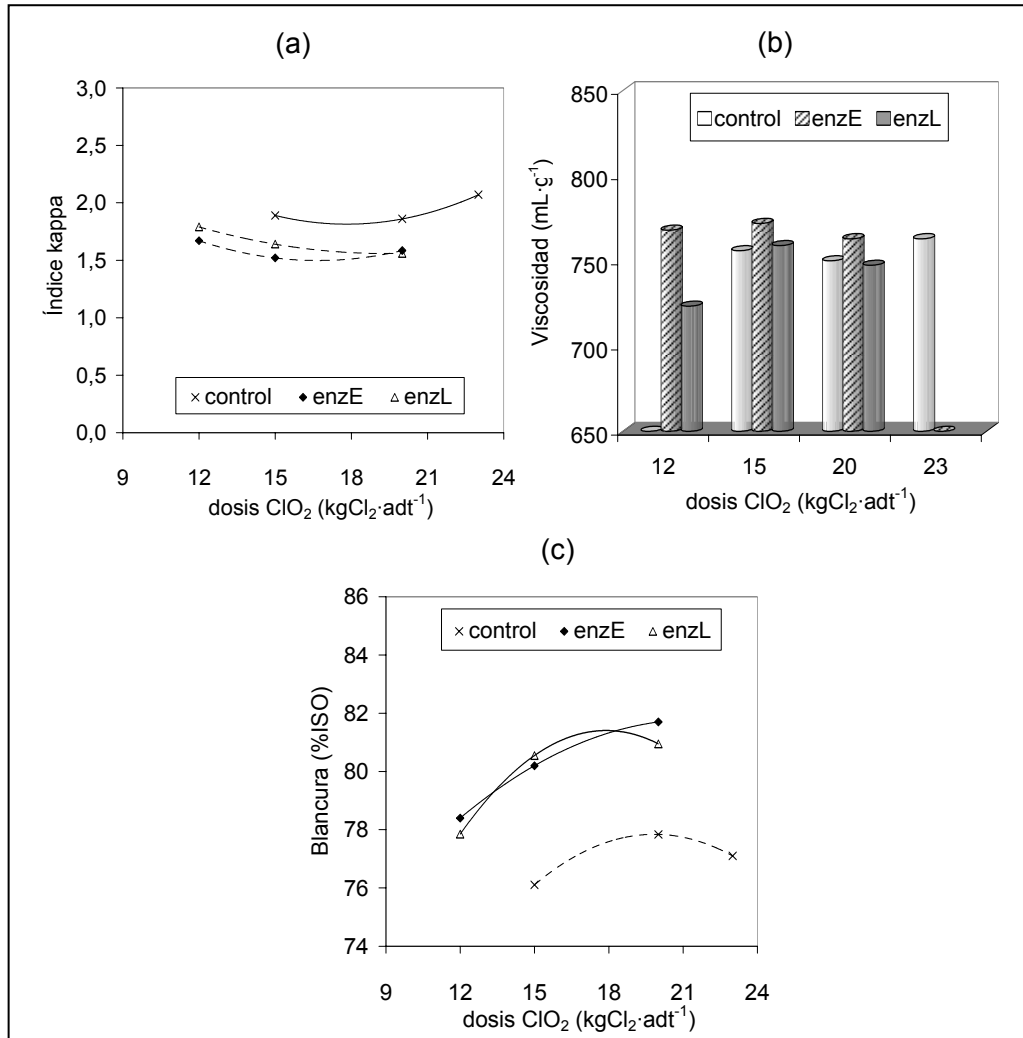 (a)
3,0
2,5
2,0
1,5
1,0
0,5
0,0
Índice kappa
control enzE enzL
9 12 15 18 21 24
dosis ClO₂ (kgCl₂·adt⁻¹)
(b)
850
800
750
700
650
Viscosidad (mL·g⁻¹)
control enzE enzL
12 15 20 23
dosis ClO₂ (kgCl₂·adt⁻¹)
(c)
86
84
82
80
78
76
74
Blancura (%ISO)
control enzE enzL
9 12 15 18 21 24
dosis ClO₂ (kgCl₂·adt⁻¹)